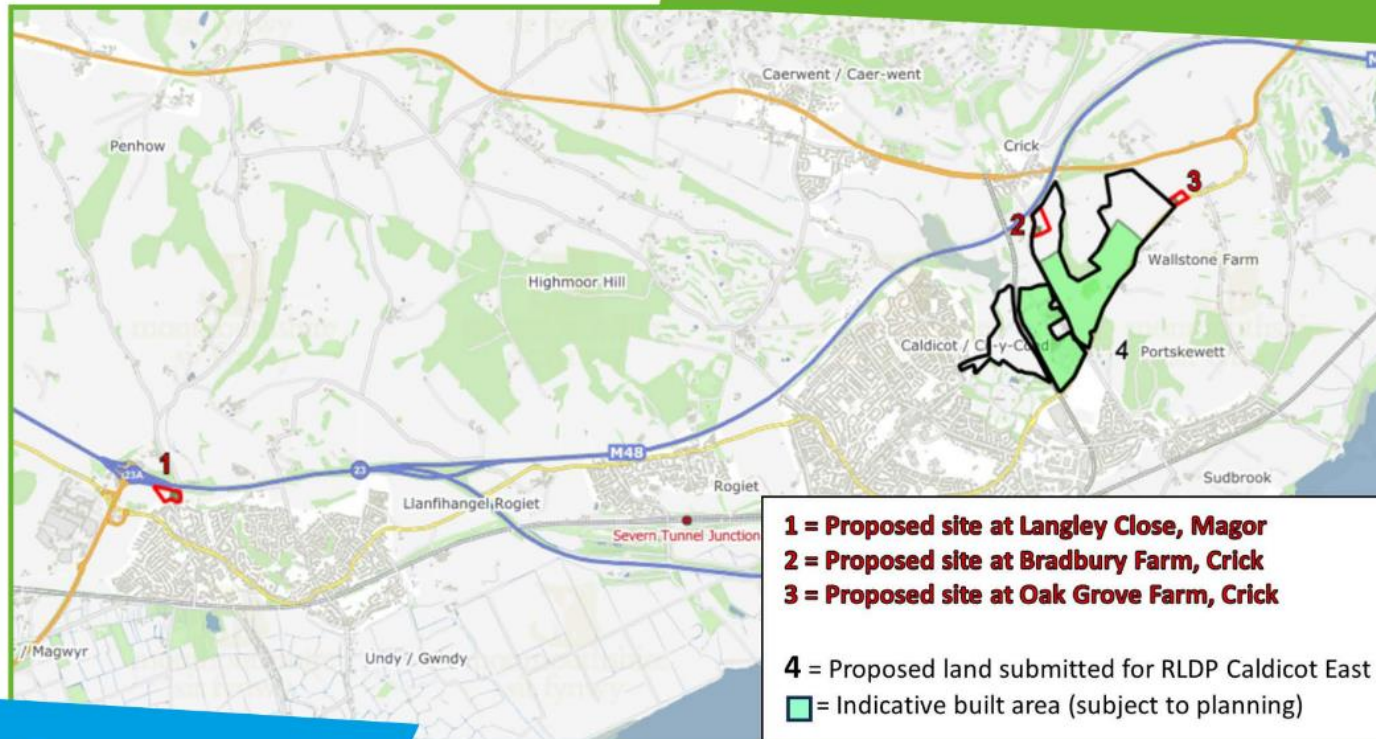 Caerwent / Caer-went
Penhow
Crick
3
2
Wallstone Farm
Highmoor Hill
Caldicot /
4
Portskewett
M48
1
23A
23
Sudbrook
Rogiet
Llanfihangel Rogiet
Severn Tunnel Junction
/ Magwyr
Undy / Gwndy
1 = Proposed site at Langley Close, Magor
2 = Proposed site at Bradbury Farm, Crick
3 = Proposed site at Oak Grove Farm, Crick
4 = Proposed land submitted for RLDP Caldicot East
= Indicative built area (subject to planning)